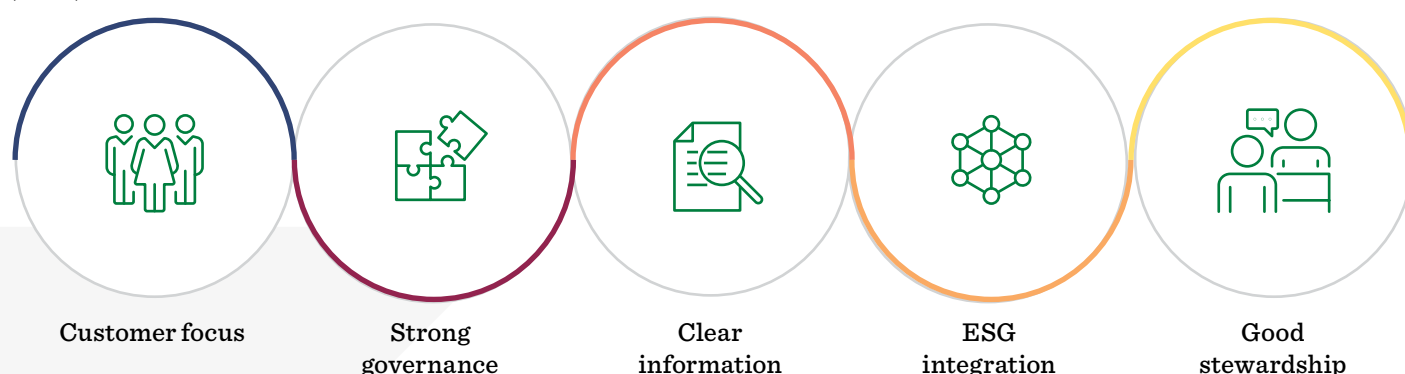 Customer focus
Strong
governance
Clear
information
ESG
integration
Good
stewardship